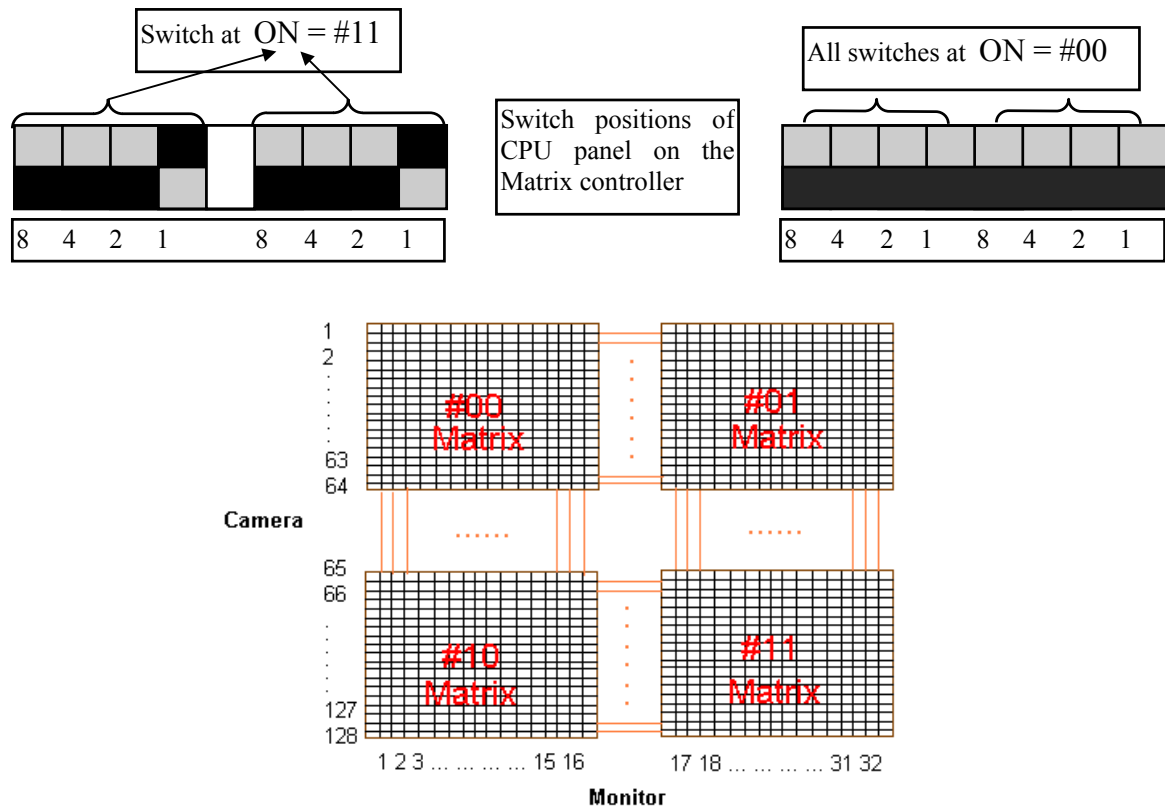 Switch at ON = #11
All switches at ON = #00
Switch positions of
CPU panel on the
Matrix controller
8 4 2 1 8 4 2 1
8 4 2 1 8 4 2 1
1
2
.
.
.
.
.
63
64
#00
Matrix
#01
Matrix
Camera
......
......
65
66
.
.
.
.
127
128
#10
Matrix
#11
Matrix
1 2 3 ... ... ... ... 15 16
17 18 ... ... ... ... 31 32
Monitor